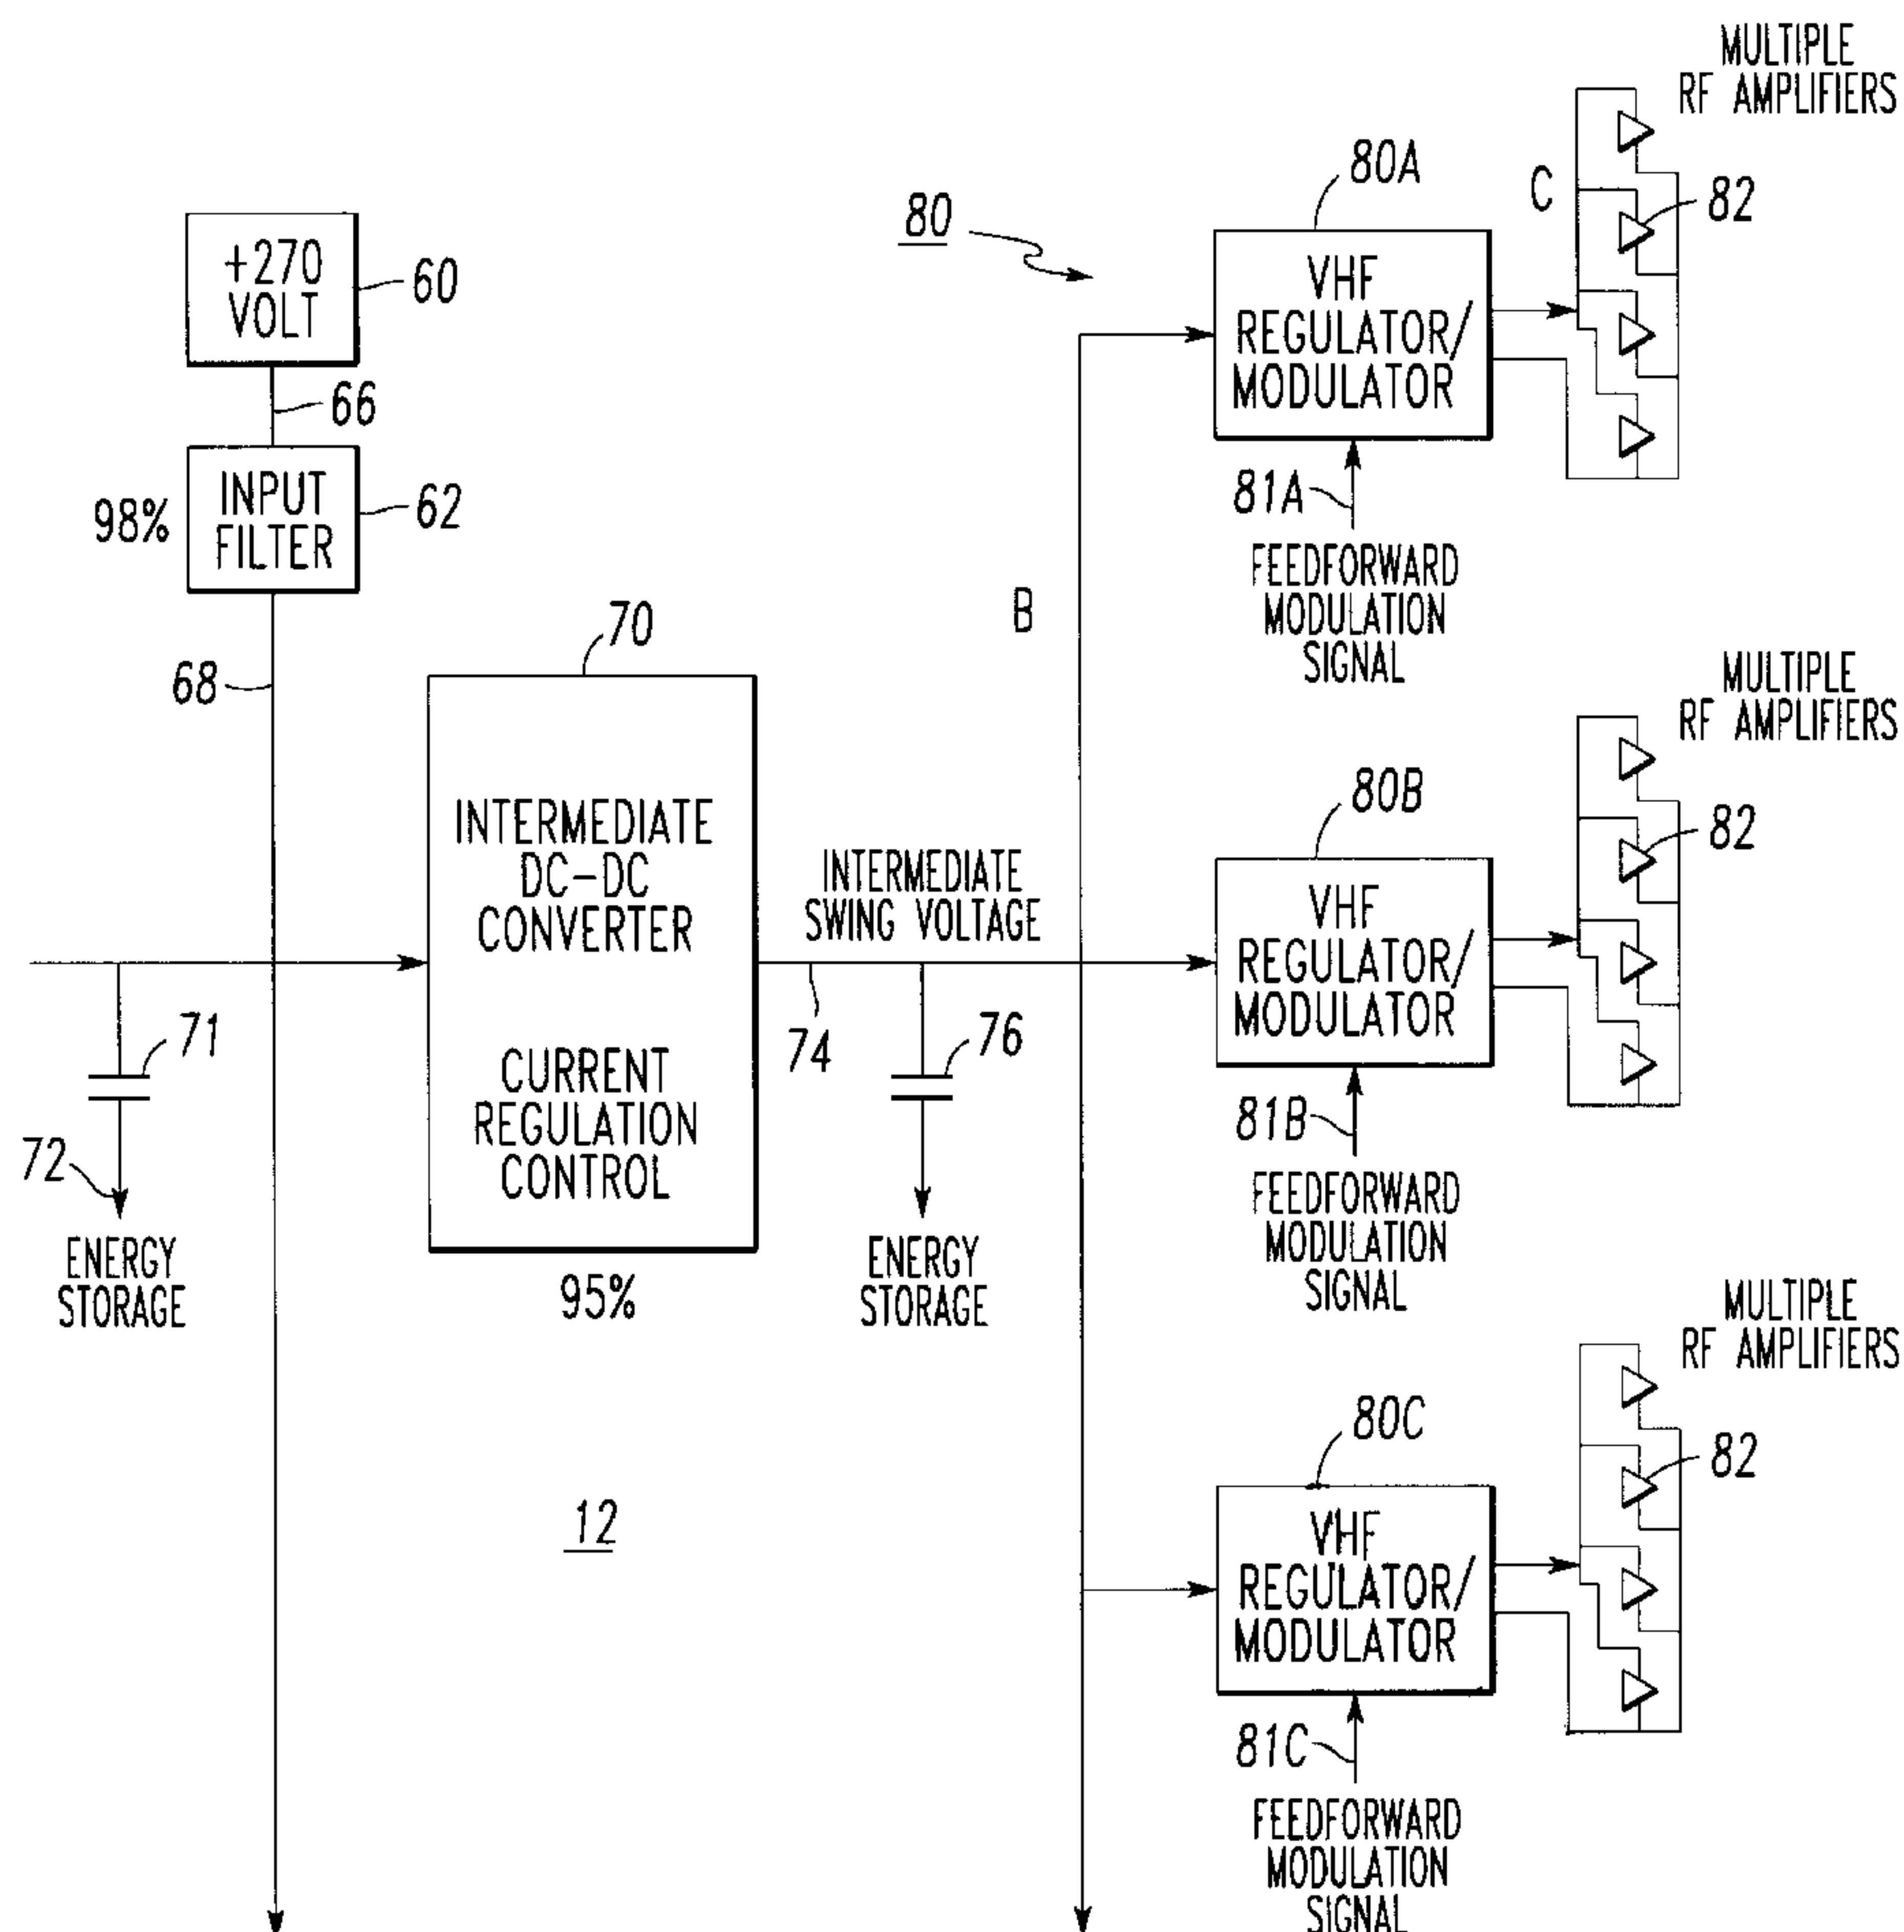 MULTIPLE
RF AMPLIFIERS
80A
C
82
80
+270
VOLT
60
VHF
REGULATOR/
MODULATOR
66
98%
INPUT
FILTER
62
81A
FEEDFORWARD
MODULATION
SIGNAL
B
70
68
MULTIPLE
RF AMPLIFIERS
80B
82
INTERMEDIATE
DC-DC
CONVERTER
INTERMEDIATE
SWING VOLTAGE
VHF
REGULATOR/
MODULATOR
71
74
76
CURRENT
REGULATION
CONTROL
72
81B
ENERGY
STORAGE
95%
ENERGY
STORAGE
FEEDFORWARD
MODULATION
SIGNAL
MULTIPLE
RF AMPLIFIERS
80C
82
12
VHF
REGULATOR/
MODULATOR
81C
FEEDFORWARD
MODULATION
SIGNAL